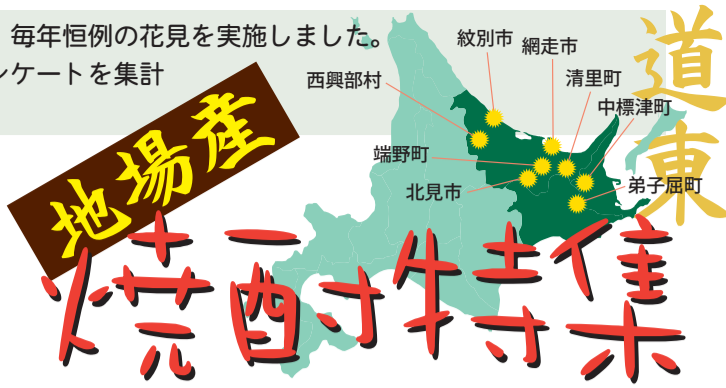 毎年恒例の花見を実施しました。
ンケートを集計
道東
地場産
焼酎特集
紋別市
網走市
西興部村
清里町
中標津町
端野町
北見市
弟子屈町